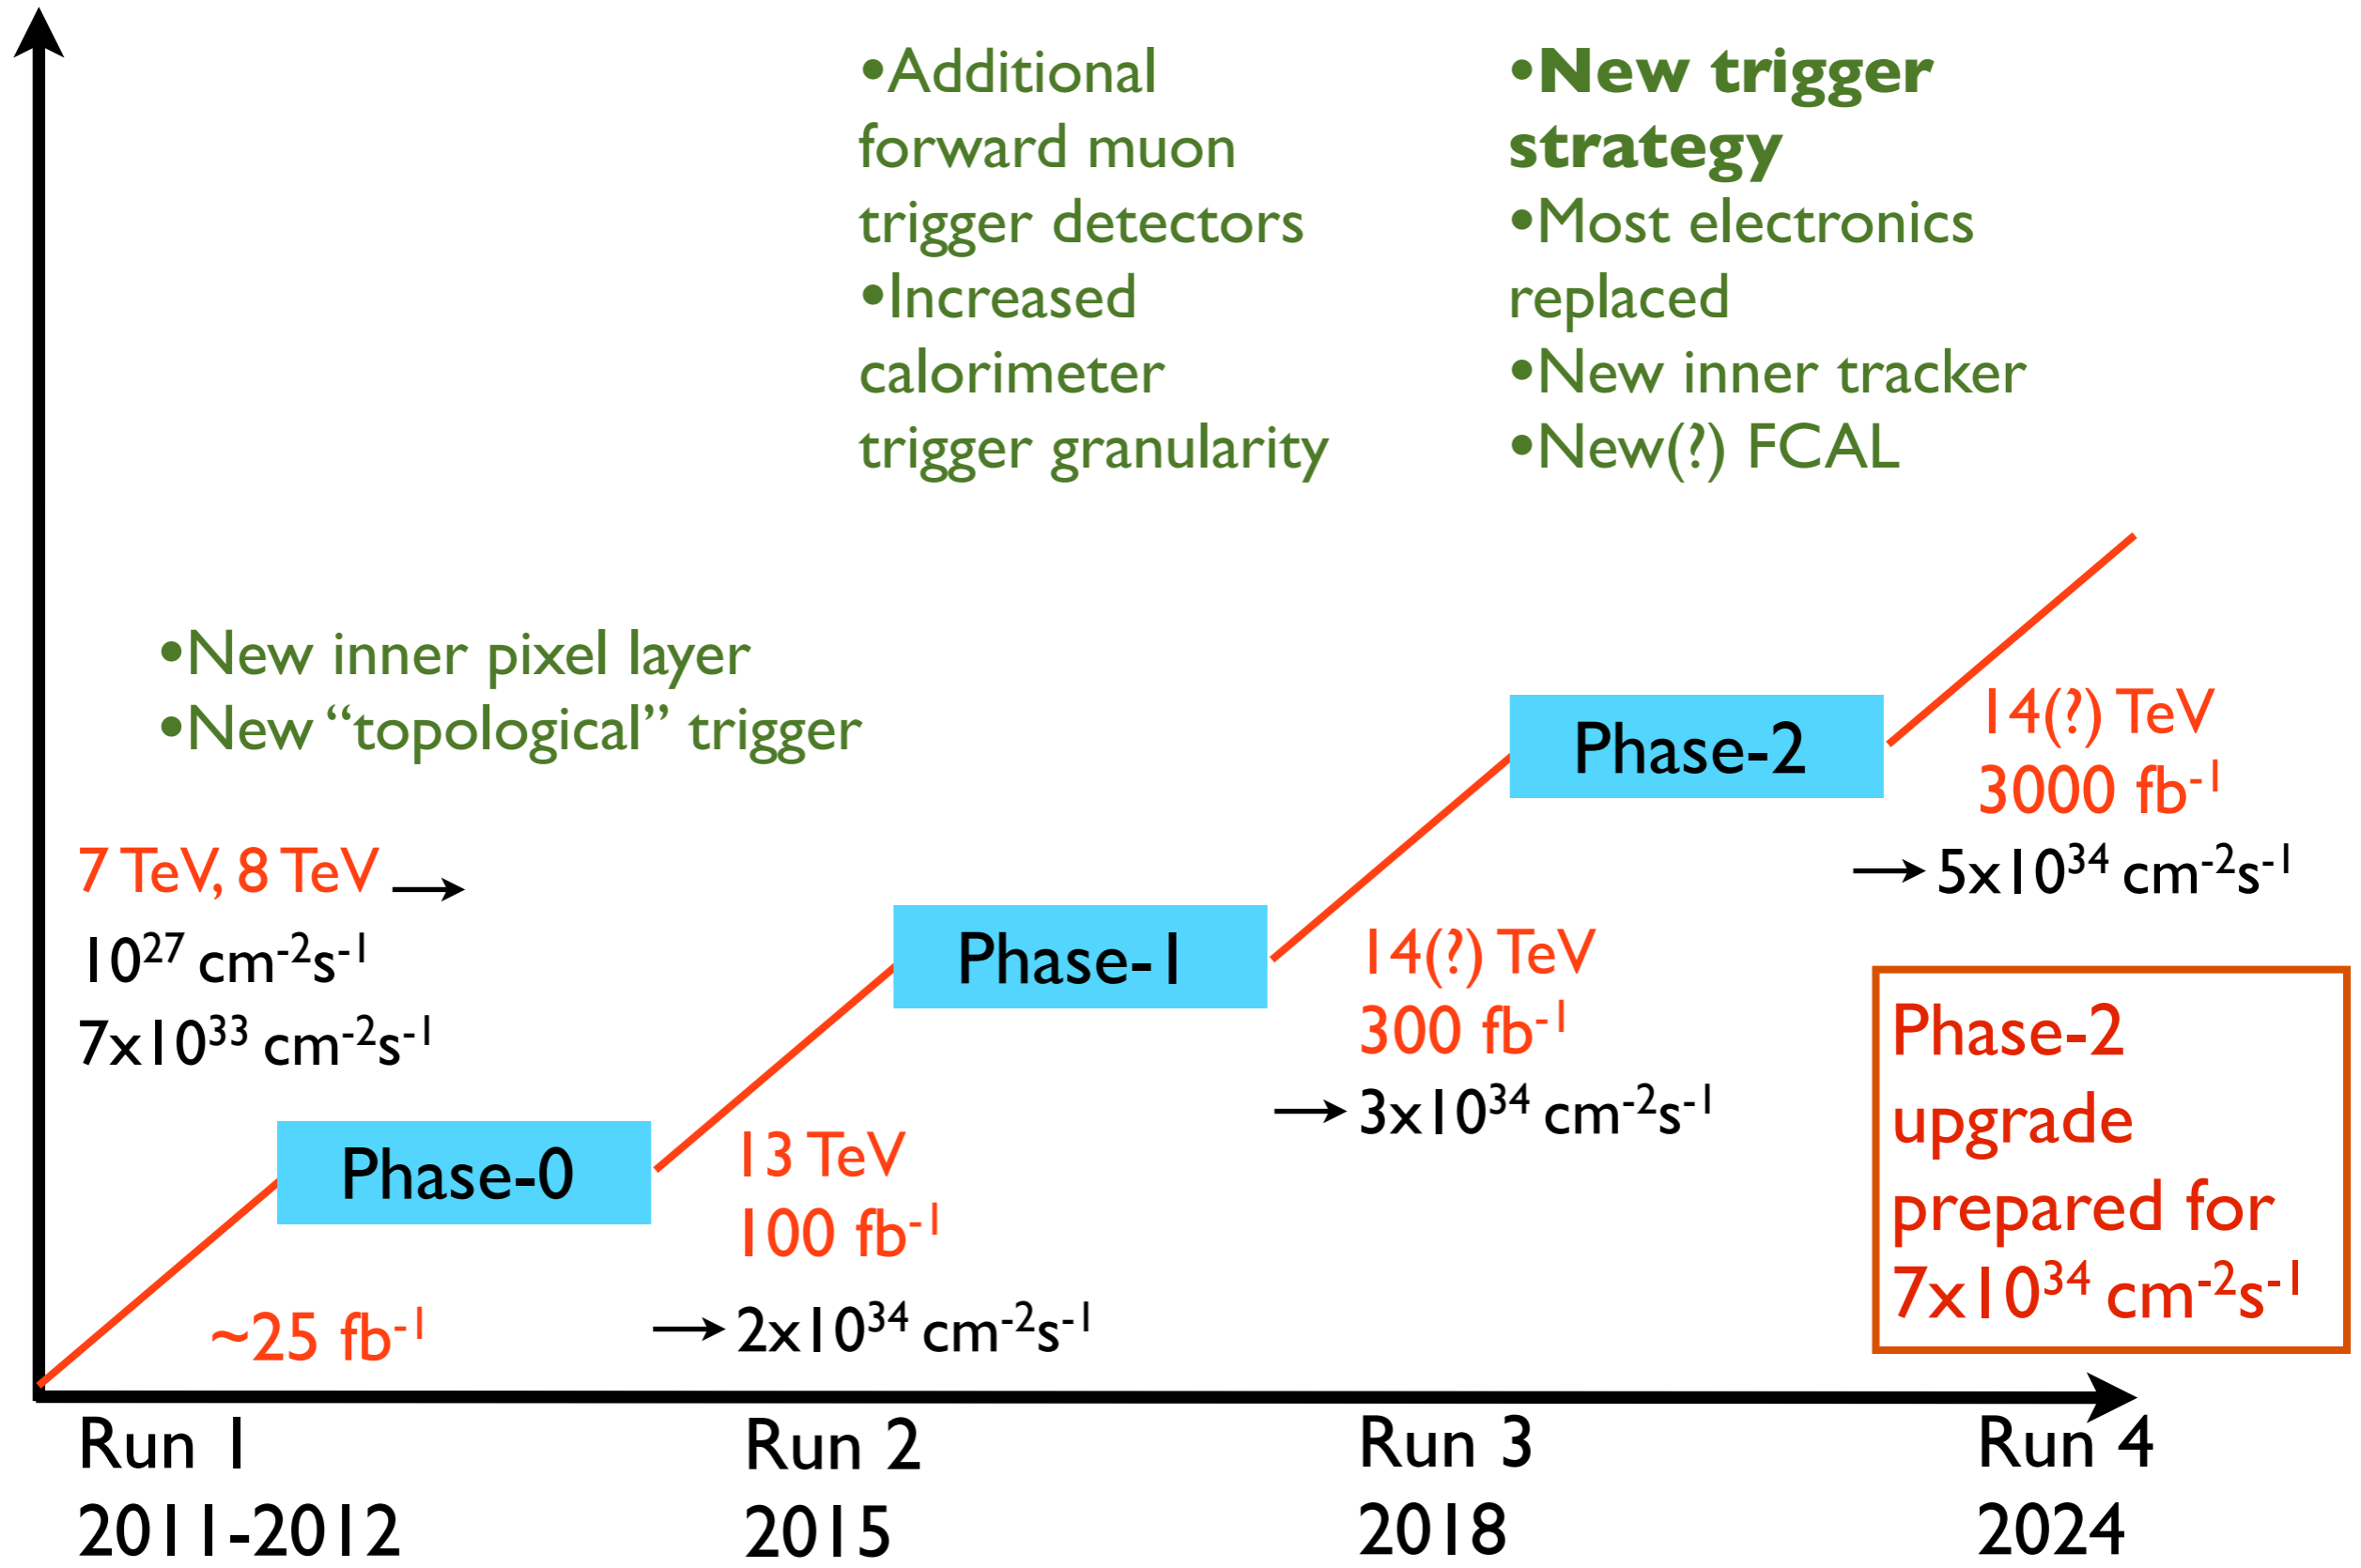 •Additional
forward muon
trigger detectors
•Increased
calorimeter
trigger granularity
•New trigger
strategy
•Most electronics
replaced
•New inner tracker
•New(?) FCAL
•New inner pixel layer
•New “topological” trigger
7 TeV, 8 TeV →
10²⁷ cm⁻²s⁻¹
7x10³³ cm⁻²s⁻¹
Phase-0
~25 fb⁻¹
Phase-1
13 TeV
100 fb⁻¹
→ 2x10³⁴ cm⁻²s⁻¹
Phase-2
14(?) TeV
300 fb⁻¹
→ 3x10³⁴ cm⁻²s⁻¹
14(?) TeV
3000 fb⁻¹
→ 5x10³⁴ cm⁻²s⁻¹
Phase-2
upgrade
prepared for
7x10³⁴ cm⁻²s⁻¹
Run 1
2011-2012
Run 2
2015
Run 3
2018
Run 4
2024